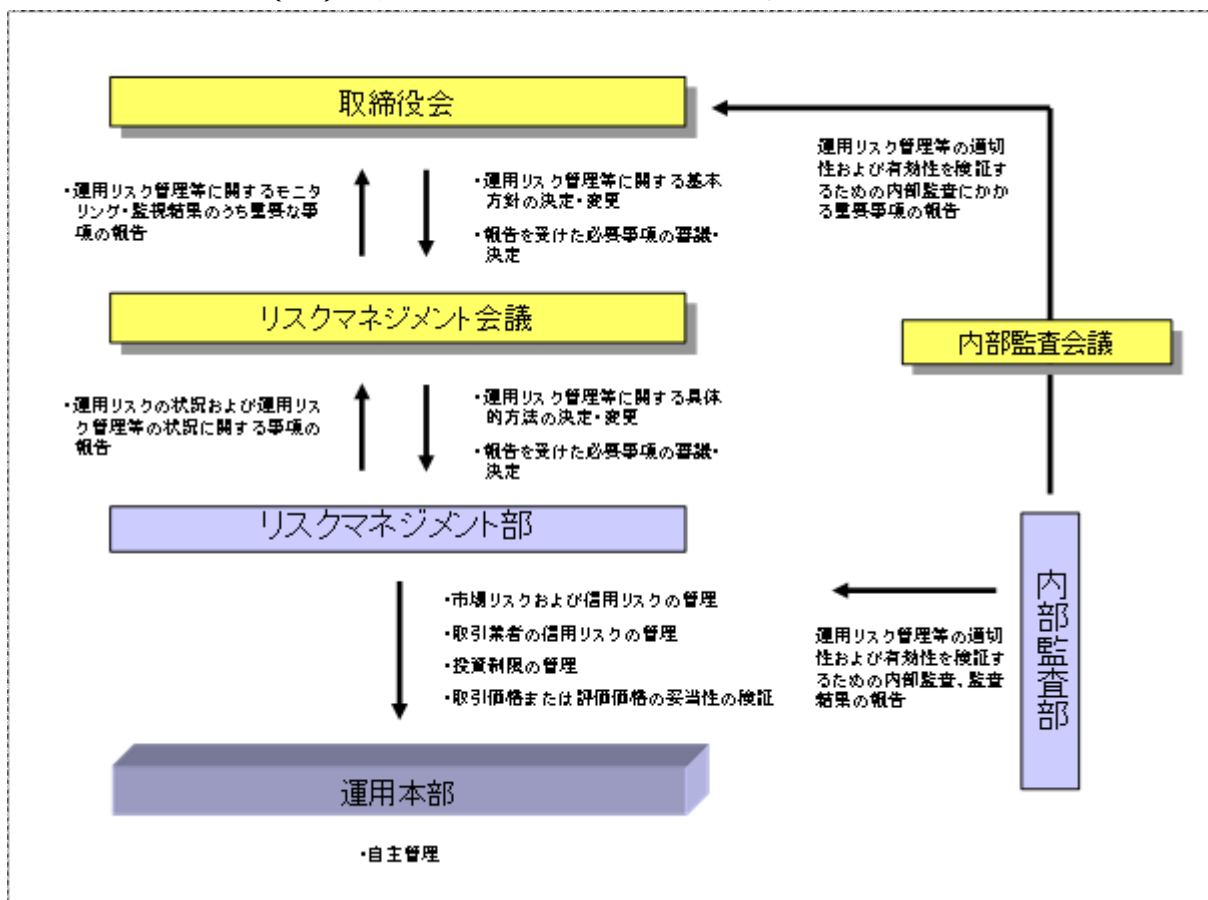 取締役会
・運用リスク管理等に関するモニタ
リング・監視結果のうち重要な事
項の報告
・運用リスク管理等に関する基本
方針の決定・変更
・報告を受けた必要事項の審議・
決定
運用リスク管理等の適切
性および有効性を検証す
るための内部監査にかか
る重要事項の報告
リスクマネジメント会議
内部監査会議
・運用リスクの状況および運用リス
ク管理等の状況に関する事項の
報告
・運用リスク管理等に関する具体
的方法の決定・変更
・報告を受けた必要事項の審議・
決定
リスクマネジメント部
・市場リスクおよび信用リスクの管理
・取引業者の信用リスクの管理
・投資制限の管理
・取引価格または評価価格の妥当性の検証
運用リスク管理等の適切
性および有効性を検証す
るための内部監査、監査
結果の報告
内部監査部
運用本部
・自主管理